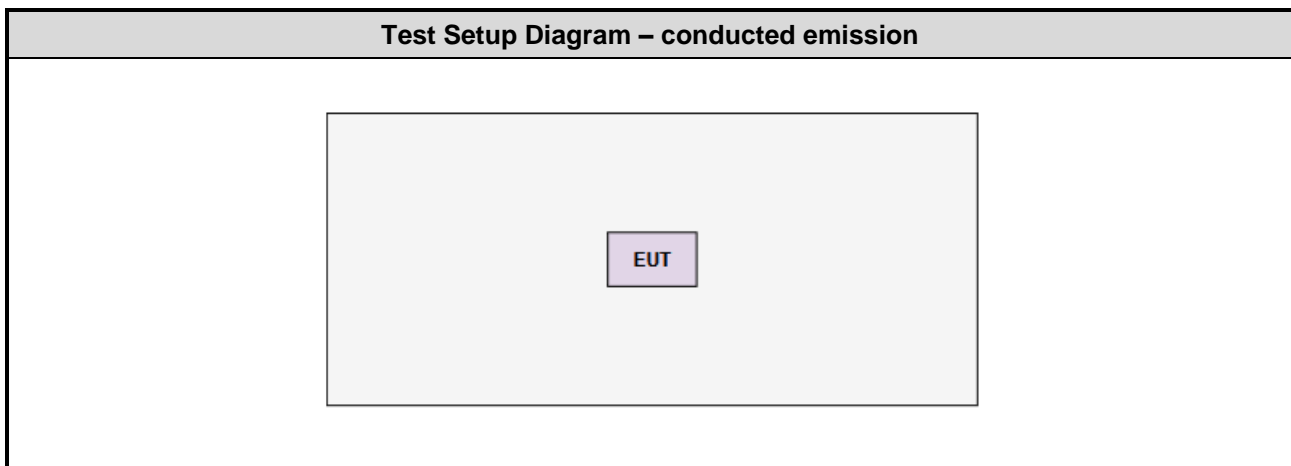 Test Setup Diagram – conducted emission
EUT